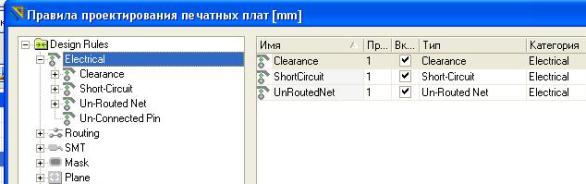 Правила проектирования печатных плат [mm]
Design Rules
Electrical
Clearance
Short-Circuit
Un-Routed Net
Un-Connected Pin
Routing
SMT
Mask
Plane
Имя Пр... Вк... Тип Категория
Clearance 1 Clearance Electrical
ShortCircuit 1 Short-Circuit Electrical
UnRoutedNet 1 Un-Routed Net Electrical